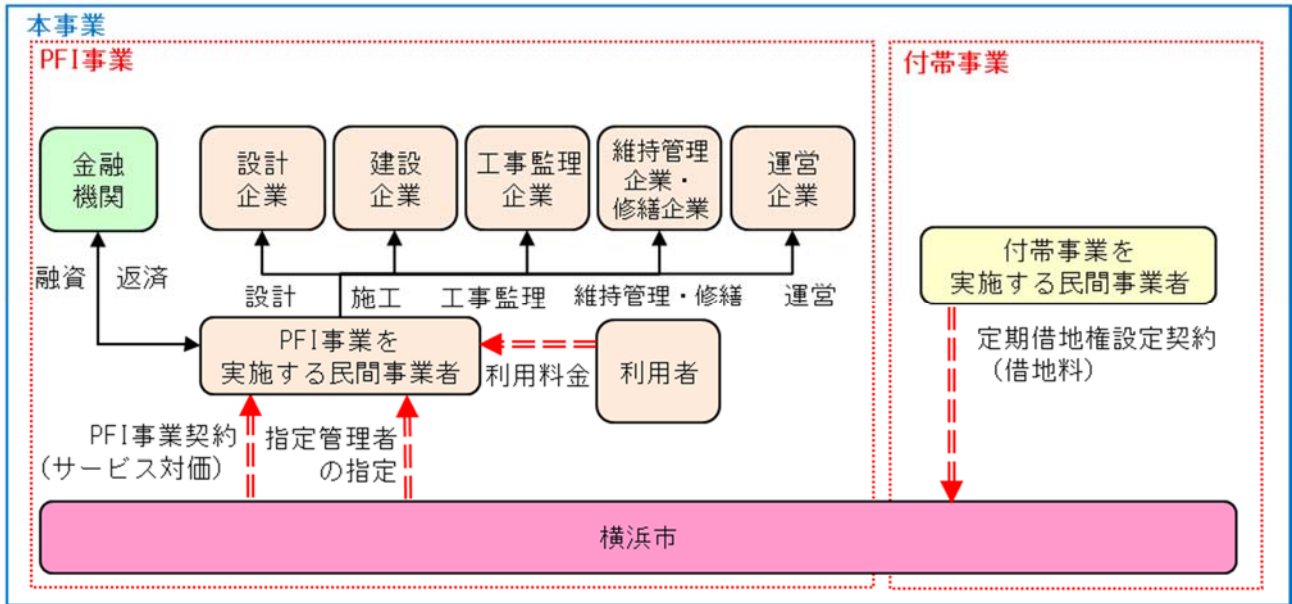 本事業
PFI事業
付帯事業
金融
機関
設計
企業
建設
企業
工事監理
企業
維持管理
企業・
修繕企業
運営
企業
付帯事業を
実施する民間事業者
融資
返済
設計
施工
工事監理
維持管理・修繕
運営
PFI事業を
実施する民間事業者
利用料金
利用者
定期借地権設定契約
(借地料)
PFI事業契約
(サービス対価)
指定管理者
の指定
横浜市